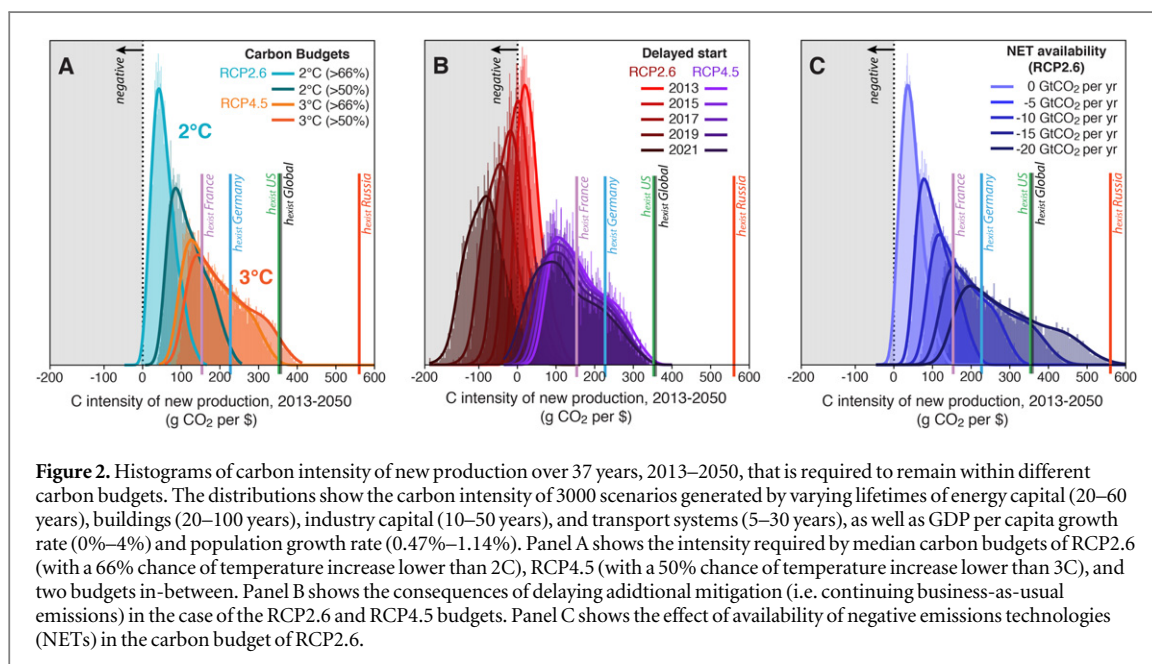 A
negative
Carbon Budgets
RCP2.6
2°C (>66%)
2°C (>50%)
RCP4.5
3°C (>66%)
3°C (>50%)
2°C
3°C
hexist France
hexist Germany
hexist US
hexist Global
hexist Russia
-200 -100 0 100 200 300 400 500 600
C intensity of new production, 2013-2050
(g CO2 per $)
B
negative
Delayed start
RCP2.6 RCP4.5
2013
2015
2017
2019
2021
hexist France
hexist Germany
hexist US
hexist Global
hexist Russia
-200 -100 0 100 200 300 400 500 600
C intensity of new production, 2013-2050
(g CO2 per $)
C
negative
NET availability
(RCP2.6)
0 GtCO2 per yr
-5 GtCO2 per yr
-10 GtCO2 per yr
-15 GtCO2 per yr
-20 GtCO2 per yr
hexist France
hexist Germany
hexist US
hexist Global
hexist Russia
-200 -100 0 100 200 300 400 500 600
C intensity of new production, 2013-2050
(g CO2 per $)
Figure 2. Histograms of carbon intensity of new production over 37 years, 2013–2050, that is required to remain within different
carbon budgets. The distributions show the carbon intensity of 3000 scenarios generated by varying lifetimes of energy capital (20–60
years), buildings (20–100 years), industry capital (10–50 years), and transport systems (5–30 years), as well as GDP per capita growth
rate (0%–4%) and population growth rate (0.47%–1.14%). Panel A shows the intensity required by median carbon budgets of RCP2.6
(with a 66% chance of temperature increase lower than 2C), RCP4.5 (with a 50% chance of temperature increase lower than 3C), and
two budgets in-between. Panel B shows the consequences of delaying adidtional mitigation (i.e. continuing business-as-usual
emissions) in the case of the RCP2.6 and RCP4.5 budgets. Panel C shows the effect of availability of negative emissions technologies
(NETs) in the carbon budget of RCP2.6.